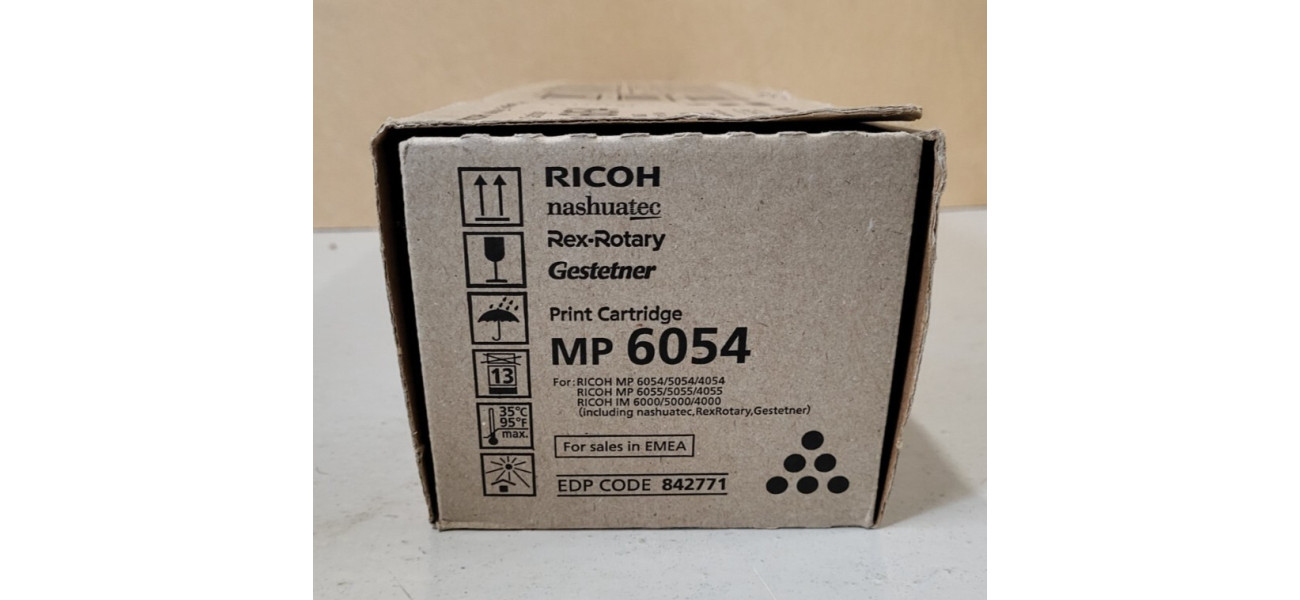 RICOH
nashuatec
Rex-Rotary
Gestetner
Print Cartridge
MP 6054
For: RICOH MP 6054/5054/4054
RICOH MP 6055/5055/4055
RICOH IM 6000/5000/4000
(including nashuatec,RexRotary,Gestetner)
For sales in EMEA
EDP CODE 842771
13
35°C
95°F
max.